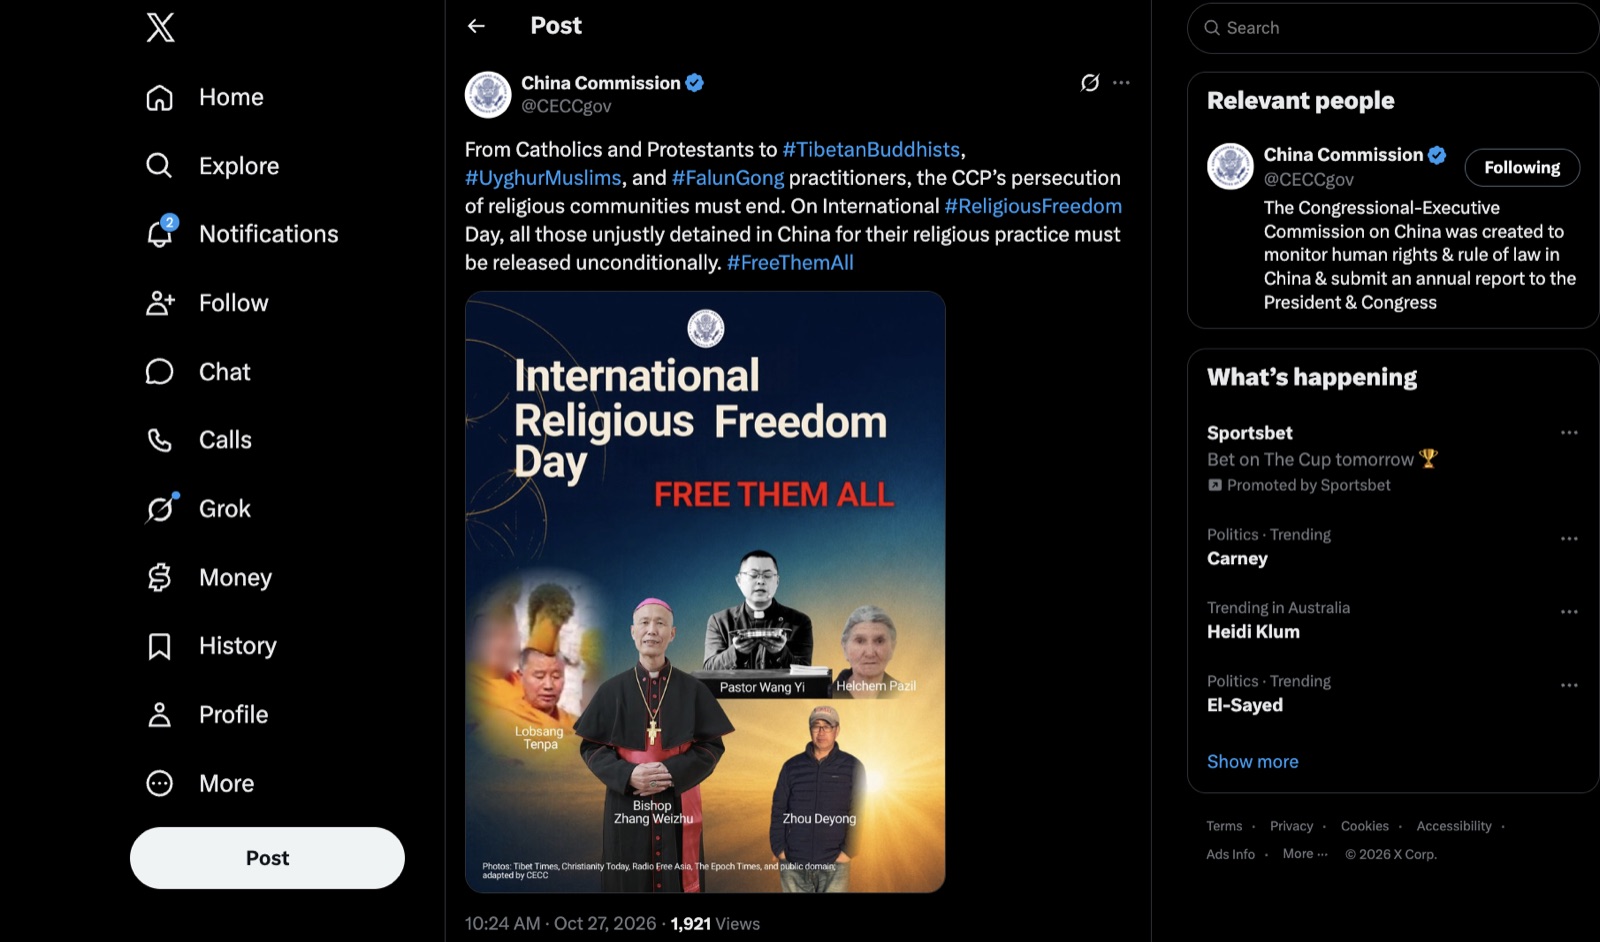 Home
Explore
2
Notifications
Follow
Chat
Calls
Grok
Money
History
Profile
More
Post
Post
China Commission
@CECCgov
From Catholics and Protestants to #TibetanBuddhists,
#UyghurMuslims, and #FalunGong practitioners, the CCP’s persecution
of religious communities must end. On International #ReligiousFreedom
Day, all those unjustly detained in China for their religious practice must
be released unconditionally. #FreeThemAll
International
Religious Freedom
Day
FREE THEM ALL
Pastor Wang Yi
Helchem Pazil
Lobsang
Tenpa
Bishop
Zhang Weizhu
Zhou Deyong
Photos: Tibet Times, Christianity Today, Radio Free Asia, The Epoch Times, and public domain;
adapted by CECC
10:24 AM · Oct 27, 2026 · 1,921 Views
Search
Relevant people
China Commission
@CECCgov
Following
The Congressional-Executive
Commission on China was created to
monitor human rights & rule of law in
China & submit an annual report to the
President & Congress
What’s happening
Sportsbet
Bet on The Cup tomorrow 🏆
Promoted by Sportsbet
Politics · Trending
Carney
Trending in Australia
Heidi Klum
Politics · Trending
El-Sayed
Show more
Terms · Privacy · Cookies · Accessibility ·
Ads Info · More ··· © 2026 X Corp.